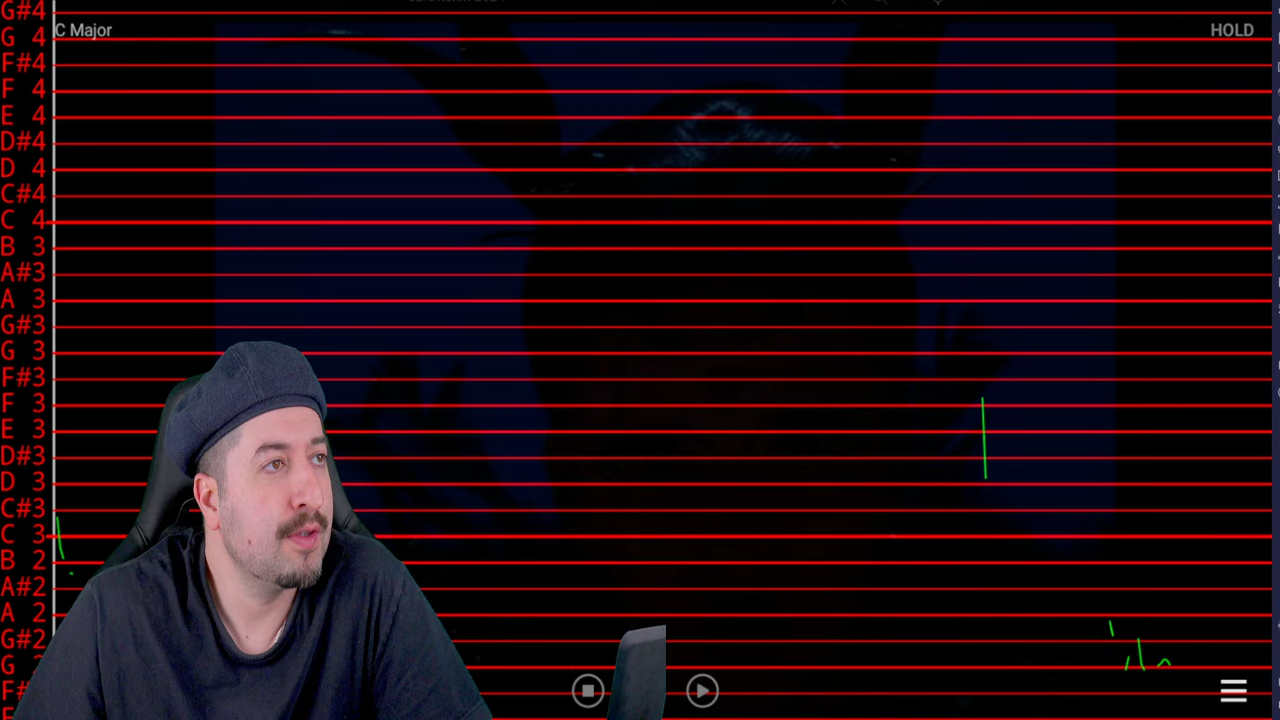 G#4
C Major
HOLD
G 4
F#4
F 4
E 4
D#4
D 4
C#4
C 4
B 3
A#3
A 3
G#3
G 3
F#3
F 3
E 3
D#3
D 3
C#3
C 3
B 2
A#2
A 2
G#2
G
F#